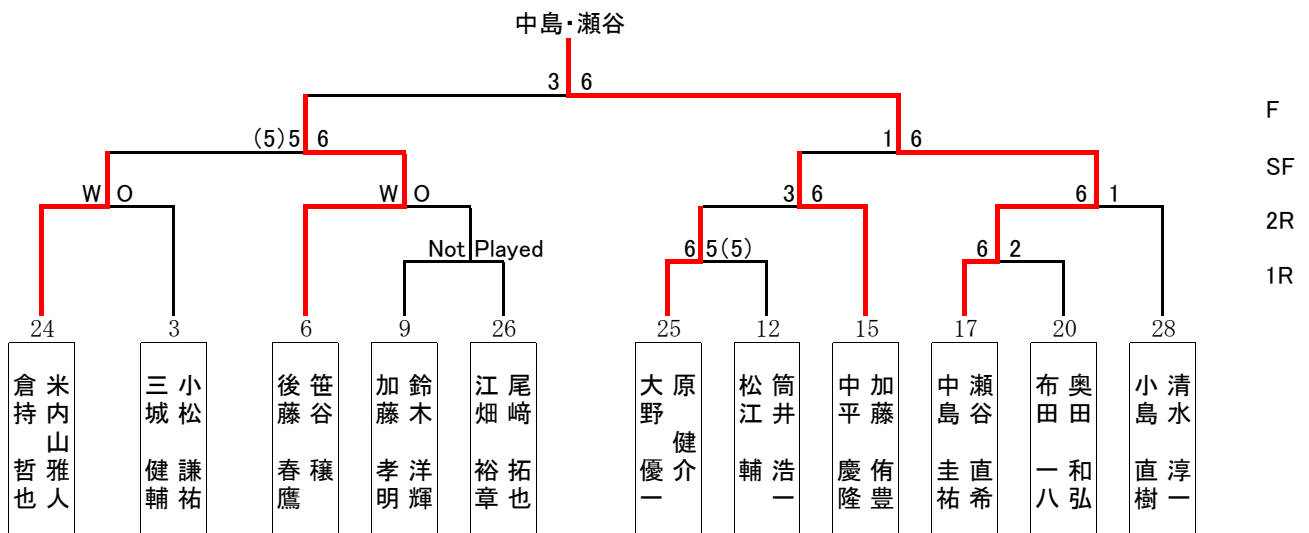 中島・瀬谷
3 6
F
(5)5 6
1 6
SF
W O
W O
3 6
6 1
2R
Not Played
6 5(5)
6 2
1R
24 3 6 9 26 25 12 15 17 20 28
倉持 哲也
米内山雅人
三城 健輔
小松 謙祐
後藤 春鷹
笹谷 穣
加藤 孝明
鈴木 洋輝
江畑 裕章
尾﨑 拓也
大野 優一
原 健介
松江 輔
筒井 浩一
中平 慶隆
加藤 侑豊
中島 圭祐
瀬谷 直希
布田 一八
奥田 和弘
小島 直樹
清水 淳一